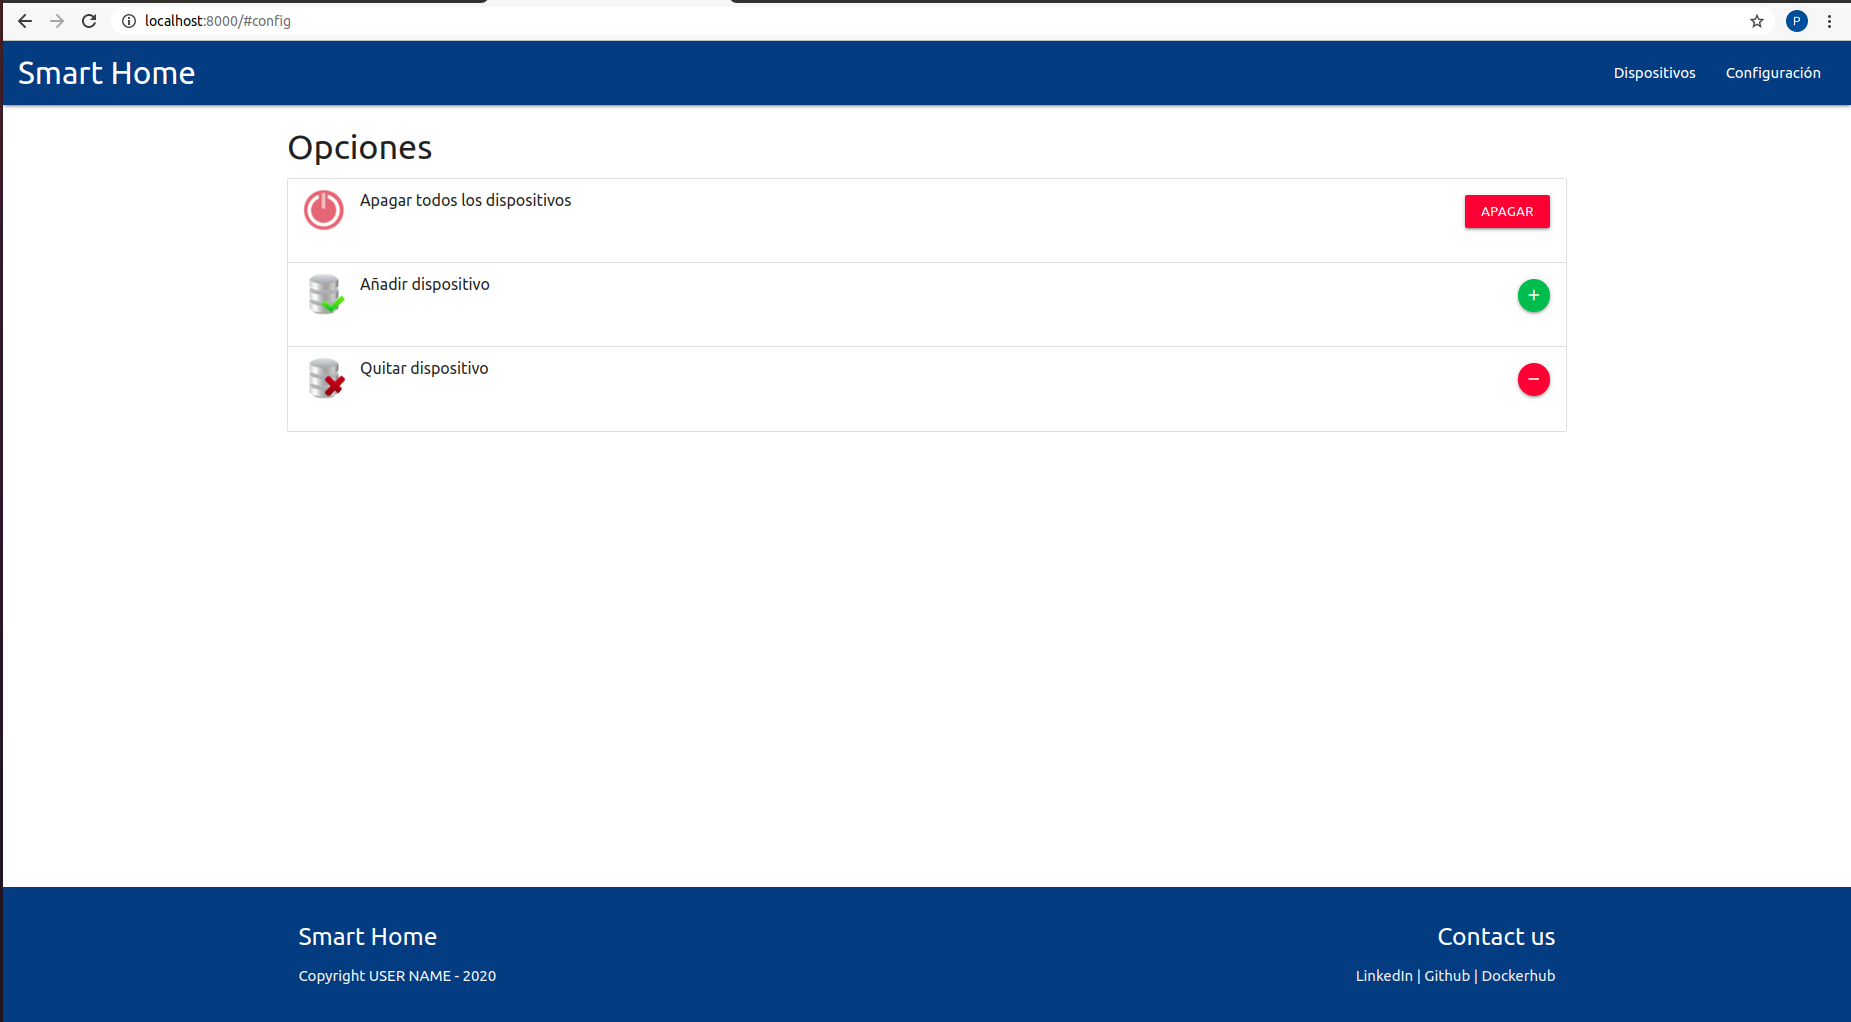 localhost:8000/#config
P
Smart Home
Dispositivos
Configuración
Opciones
Apagar todos los dispositivos
APAGAR
Añadir dispositivo
Quitar dispositivo
Smart Home
Contact us
Copyright USER NAME - 2020
LinkedIn | Github | Dockerhub